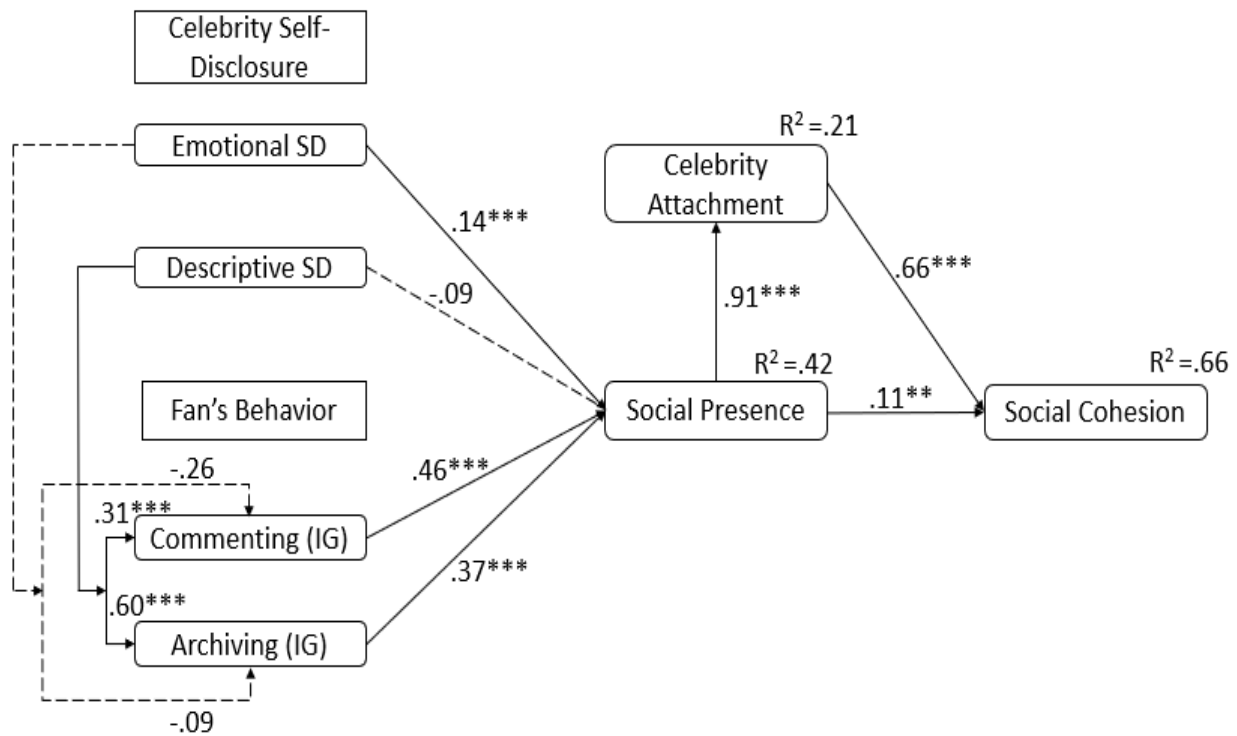 Celebrity Self-
Disclosure
Emotional SD
Descriptive SD
Fan's Behavior
-.26
.31***
Commenting (IG)
.60***
Archiving (IG)
-.09
.14***
-.09
.46***
.37***
R² =.21
Celebrity
Attachment
.91***
R² =.42
Social Presence
.66***
.11**
R² =.66
Social Cohesion